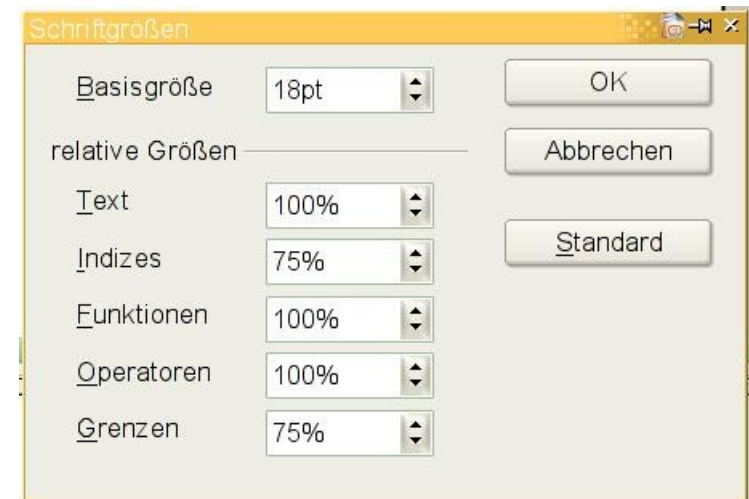 Schriftgrößen
Basisgröße 18pt OK
relative Größen Abbrechen
Text 100%
Standard
Indizes 75%
Funktionen 100%
Operatoren 100%
Grenzen 75%